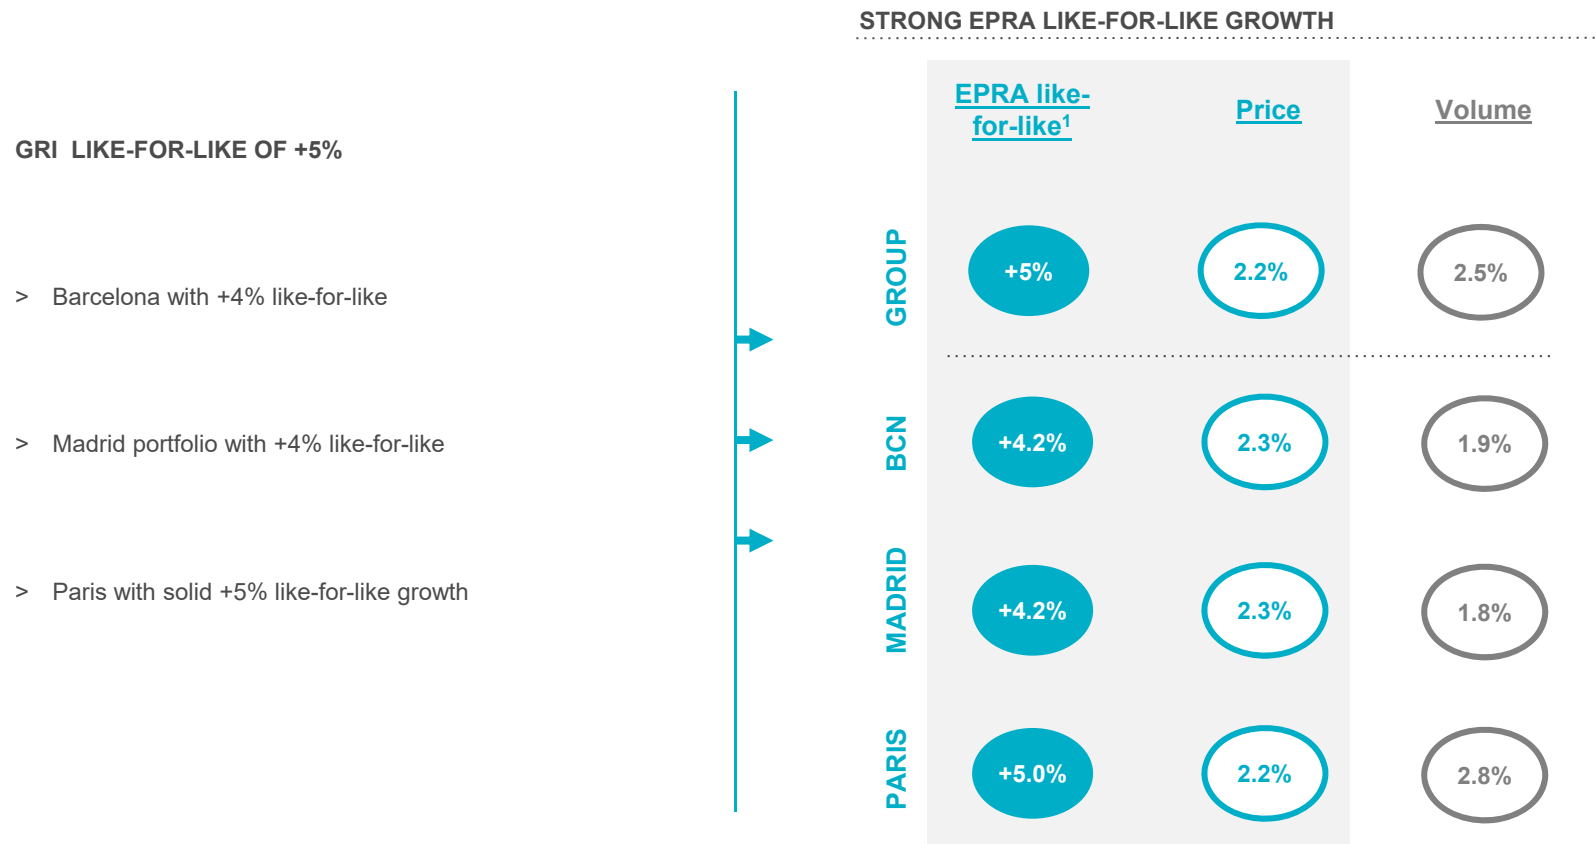 STRONG EPRA LIKE-FOR-LIKE GROWTH
GRI LIKE-FOR-LIKE OF +5%
> Barcelona with +4% like-for-like
> Madrid portfolio with +4% like-for-like
> Paris with solid +5% like-for-like growth
EPRA like-
for-like¹
Price
Volume
GROUP
+5%
2.2%
2.5%
BCN
+4.2%
2.3%
1.9%
MADRID
+4.2%
2.3%
1.8%
PARIS
+5.0%
2.2%
2.8%